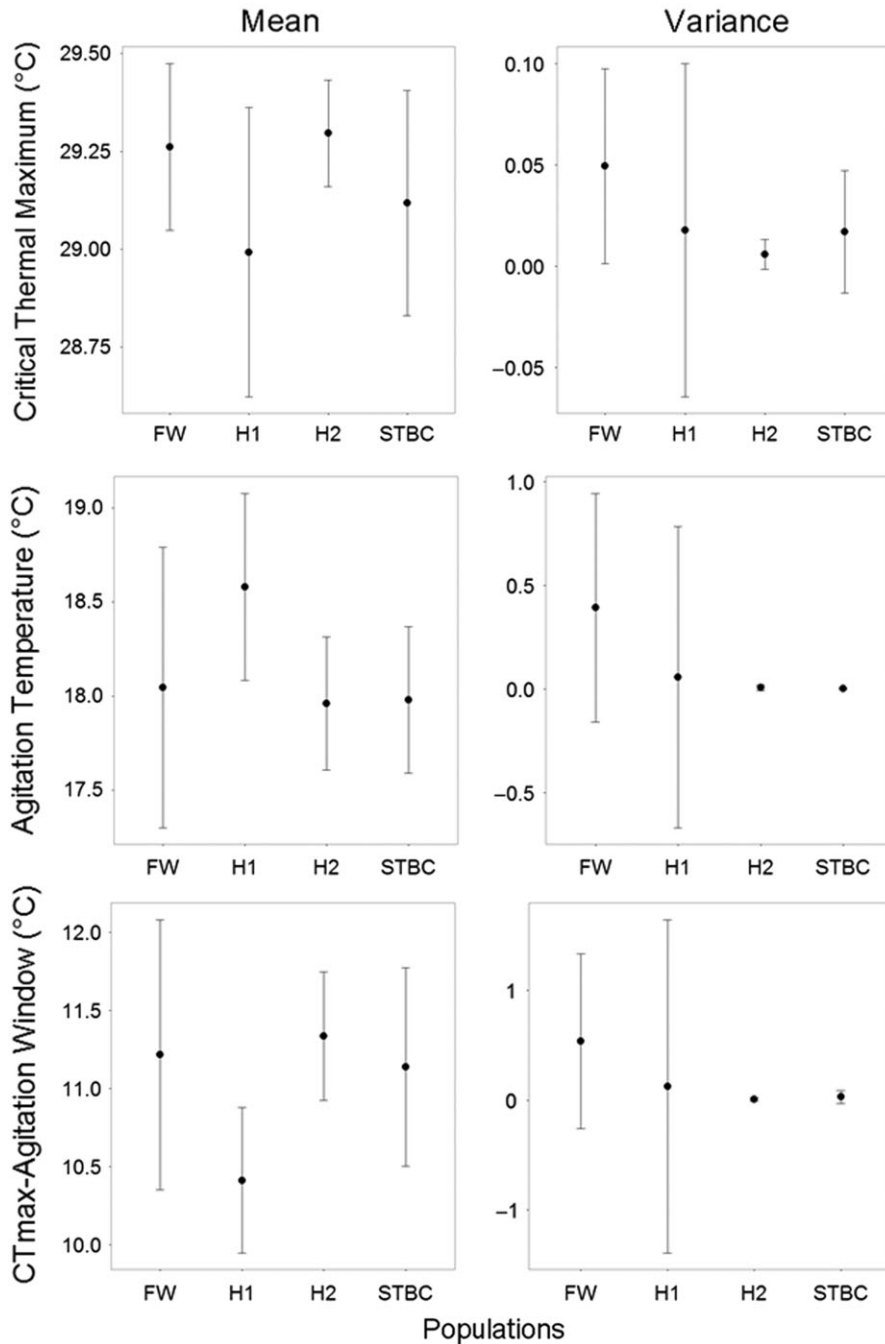 Mean
Variance
Critical Thermal Maximum (°C)
29.50
29.25
29.00
28.75
FW H1 H2 STBC
0.10
0.05
0.00
−0.05
FW H1 H2 STBC
Agitation Temperature (°C)
19.0
18.5
18.0
17.5
FW H1 H2 STBC
1.0
0.5
0.0
−0.5
FW H1 H2 STBC
CTmax-Agitation Window (°C)
12.0
11.5
11.0
10.5
10.0
FW H1 H2 STBC
1
0
−1
FW H1 H2 STBC
Populations